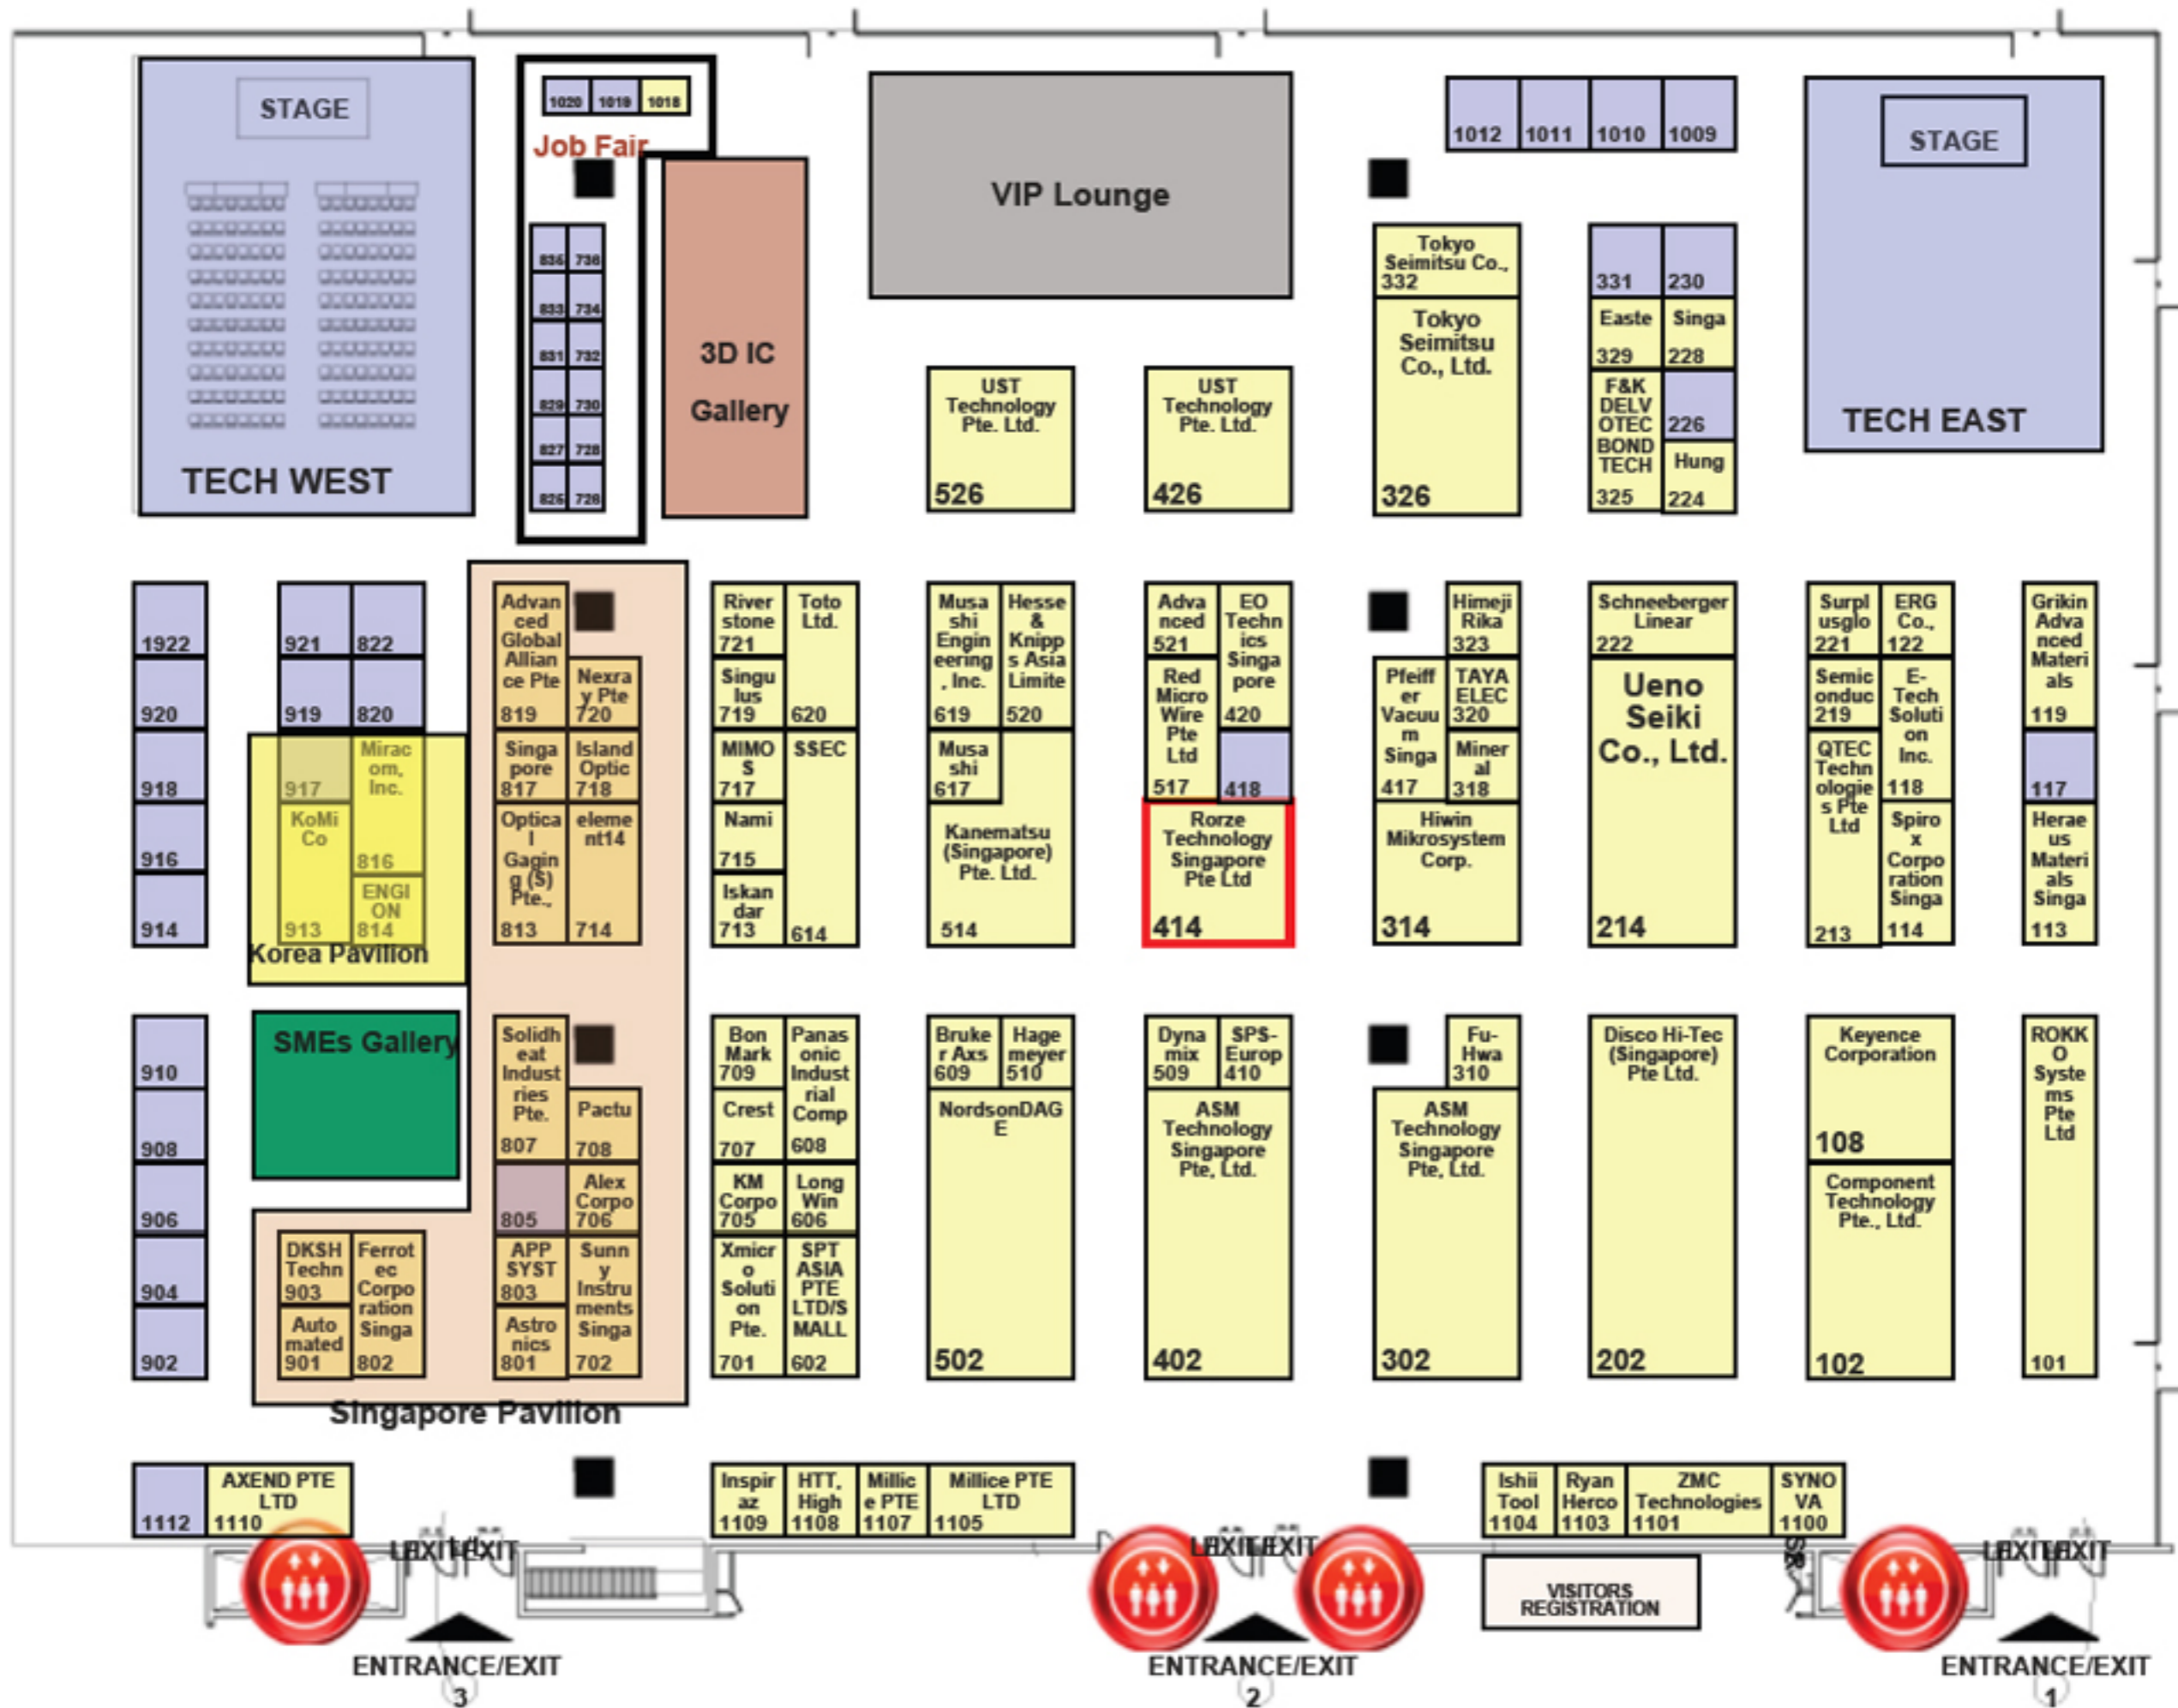 STAGE
TECH WEST
1020 1019 1018
Job Fair
835 736
833 734
831 732
829 730
827 728
825 726
3D IC
Gallery
VIP Lounge
1012 1011 1010 1009
STAGE
TECH EAST
UST
Technology
Pte. Ltd.
526
UST
Technology
Pte. Ltd.
426
Tokyo
Seimitsu Co.,
332
Tokyo
Seimitsu
Co., Ltd.
326
331 230
Easte
329
Singa
228
F&K
DELV
OTEC
BOND
TECH
325
226
Hung
224
1922
920
918
916
914
921 822
919 820
917
Mirac
om,
Inc.
816
KoMi
Co
913
ENGI
ON
814
Korea Pavilion
Advan
ced
Global
Allian
ce Pte
819
Nexra
y Pte
720
Singa
pore
817
Island
Optic
718
Optica
l
Gagin
g (S)
Pte.,
813
eleme
nt14
714
River
stone
721
Toto
Ltd.
620
Singu
lus
719
MIMO
S
717
SSEC
614
Nami
715
Iskan
dar
713
Musa
shi
Engin
eering
, Inc.
619
Hesse
&
Knipp
s Asia
Limite
520
Musa
shi
617
Kanematsu
(Singapore)
Pte. Ltd.
514
Adva
nced
521
EO
Techn
ics
Singa
pore
420
Red
Micro
Wire
Pte
Ltd
517
418
Rorze
Technology
Singapore
Pte Ltd
414
Himeji
Rika
323
Pfeiff
er
Vacuu
m
Singa
417
TAYA
ELEC
320
Miner
al
318
Hiwin
Mikrosystem
Corp.
314
Schneeberger
Linear
222
Ueno
Seiki
Co., Ltd.
214
Surpl
usglo
221
ERG
Co.,
122
Semic
onduc
219
E-
Tech
Soluti
on
Inc.
118
QTEC
Techn
ologie
s Pte
Ltd
213
Spiro
x
Corpo
ration
Singa
114
Grikin
Adva
nced
Materi
als
119
117
Herae
us
Materi
als
Singa
113
910
908
906
904
902
SMEs Gallery
DKSH
Techn
903
Ferrot
ec
Corpo
ration
Singa
802
Auto
mated
901
Solidh
eat
Indust
ries
Pte.
807
Pactu
708
805
Alex
Corpo
706
APP
SYST
803
Sunn
y
Instru
ments
Singa
702
Astro
nics
801
Singapore Pavilion
Bon
Mark
709
Panas
onic
Indust
rial
Comp
608
Crest
707
KM
Corpo
705
Long
Win
606
Xmicr
o
Soluti
on
Pte.
701
SPT
ASIA
PTE
LTD/S
MALL
602
Bruke
r Axs
609
Hage
meyer
510
NordsonDAG
E
502
Dyna
mix
509
SPS-
Europ
410
ASM
Technology
Singapore
Pte, Ltd.
402
Fu-
Hwa
310
ASM
Technology
Singapore
Pte, Ltd.
302
Disco Hi-Tec
(Singapore)
Pte Ltd.
202
Keyence
Corporation
108
Component
Technology
Pte., Ltd.
102
ROKK
O
Syste
ms
Pte
Ltd
101
1112
AXEND PTE
LTD
1110
Inspir
az
1109
HTT,
High
1108
Millic
e PTE
1107
Millice PTE
LTD
1105
Ishii
Tool
1104
Ryan
Herco
1103
ZMC
Technologies
1101
SYNO
VA
1100
EXIT
EXIT
EXIT
EXIT
EXIT
EXIT
VISITORS
REGISTRATION
ENTRANCE/EXIT
3
ENTRANCE/EXIT
2
ENTRANCE/EXIT
1